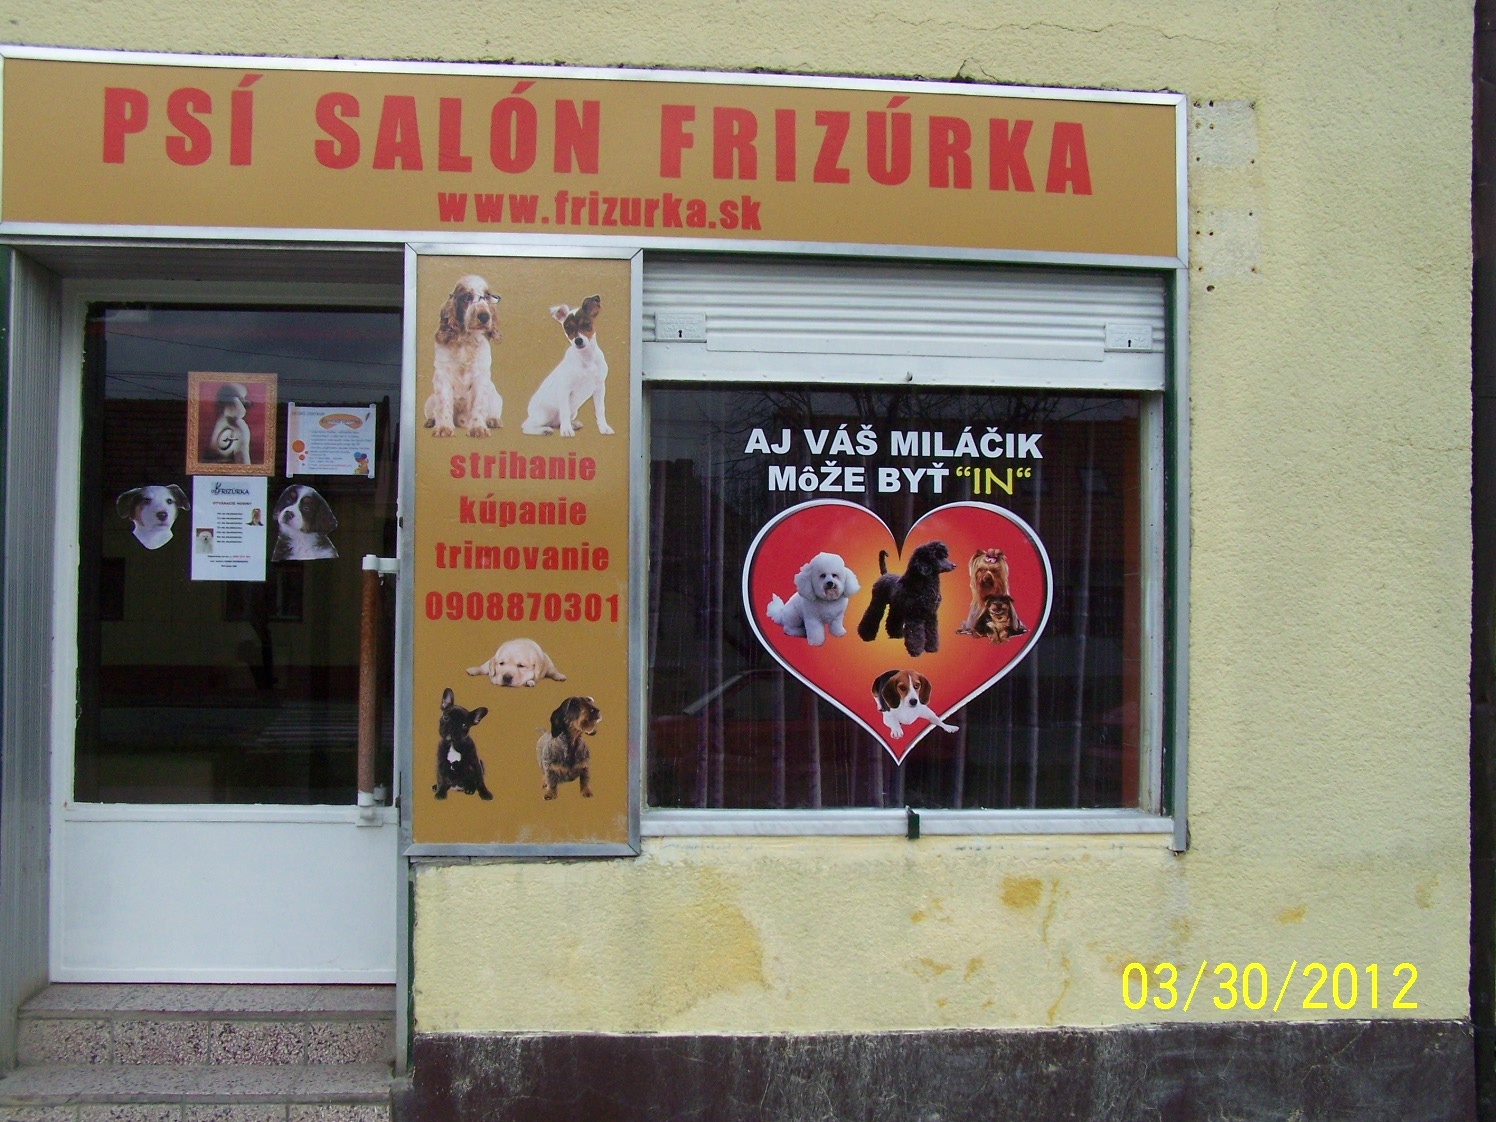 PSÍ SALÓN FRIZÚRKA
www.frizurka.sk
strihanie
kúpanie
trimovanie
0908870301
AJ VÁŠ MILÁČIK
MôŽE BYŤ “IN“
FRIZURKA
03/30/2012